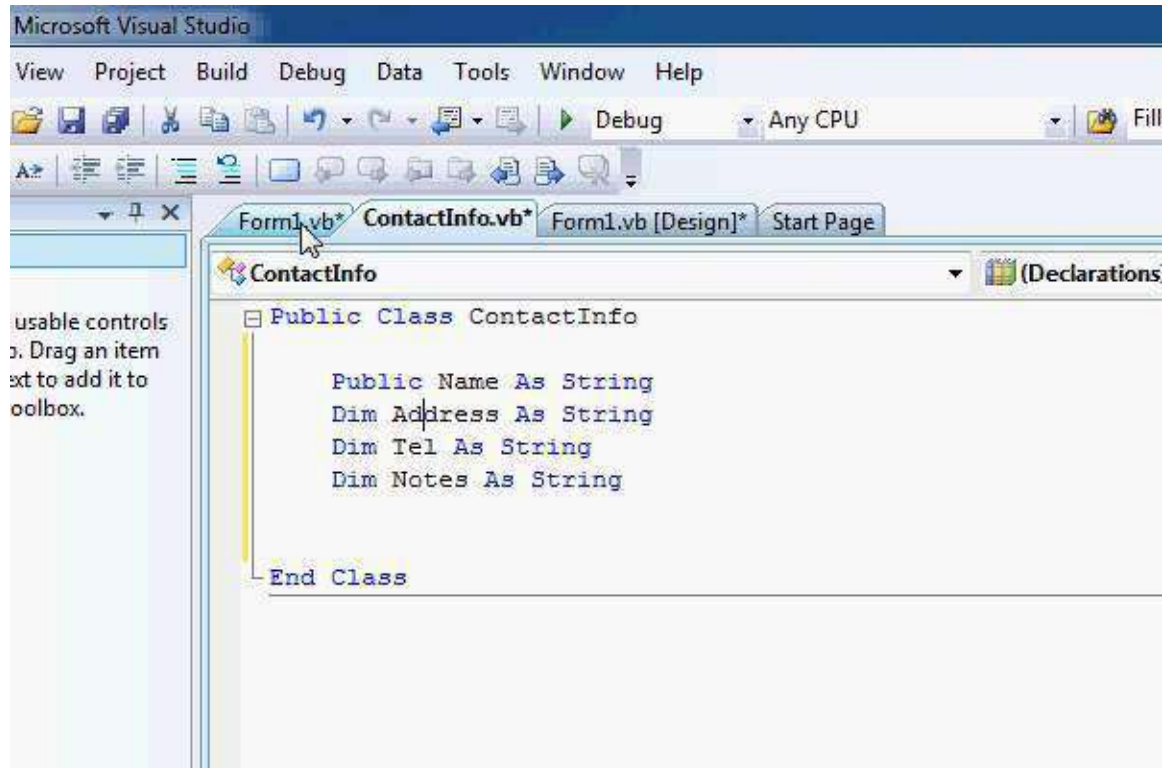 Microsoft Visual Studio
View Project Build Debug Data Tools Window Help
Debug Any CPU Fill
A
Form1.vb* ContactInfo.vb* Form1.vb [Design]* Start Page
ContactInfo (Declarations)
usable controls
. Drag an item
ext to add it to
oolbox.
Public Class ContactInfo
Public Name As String
Dim Address As String
Dim Tel As String
Dim Notes As String
End Class